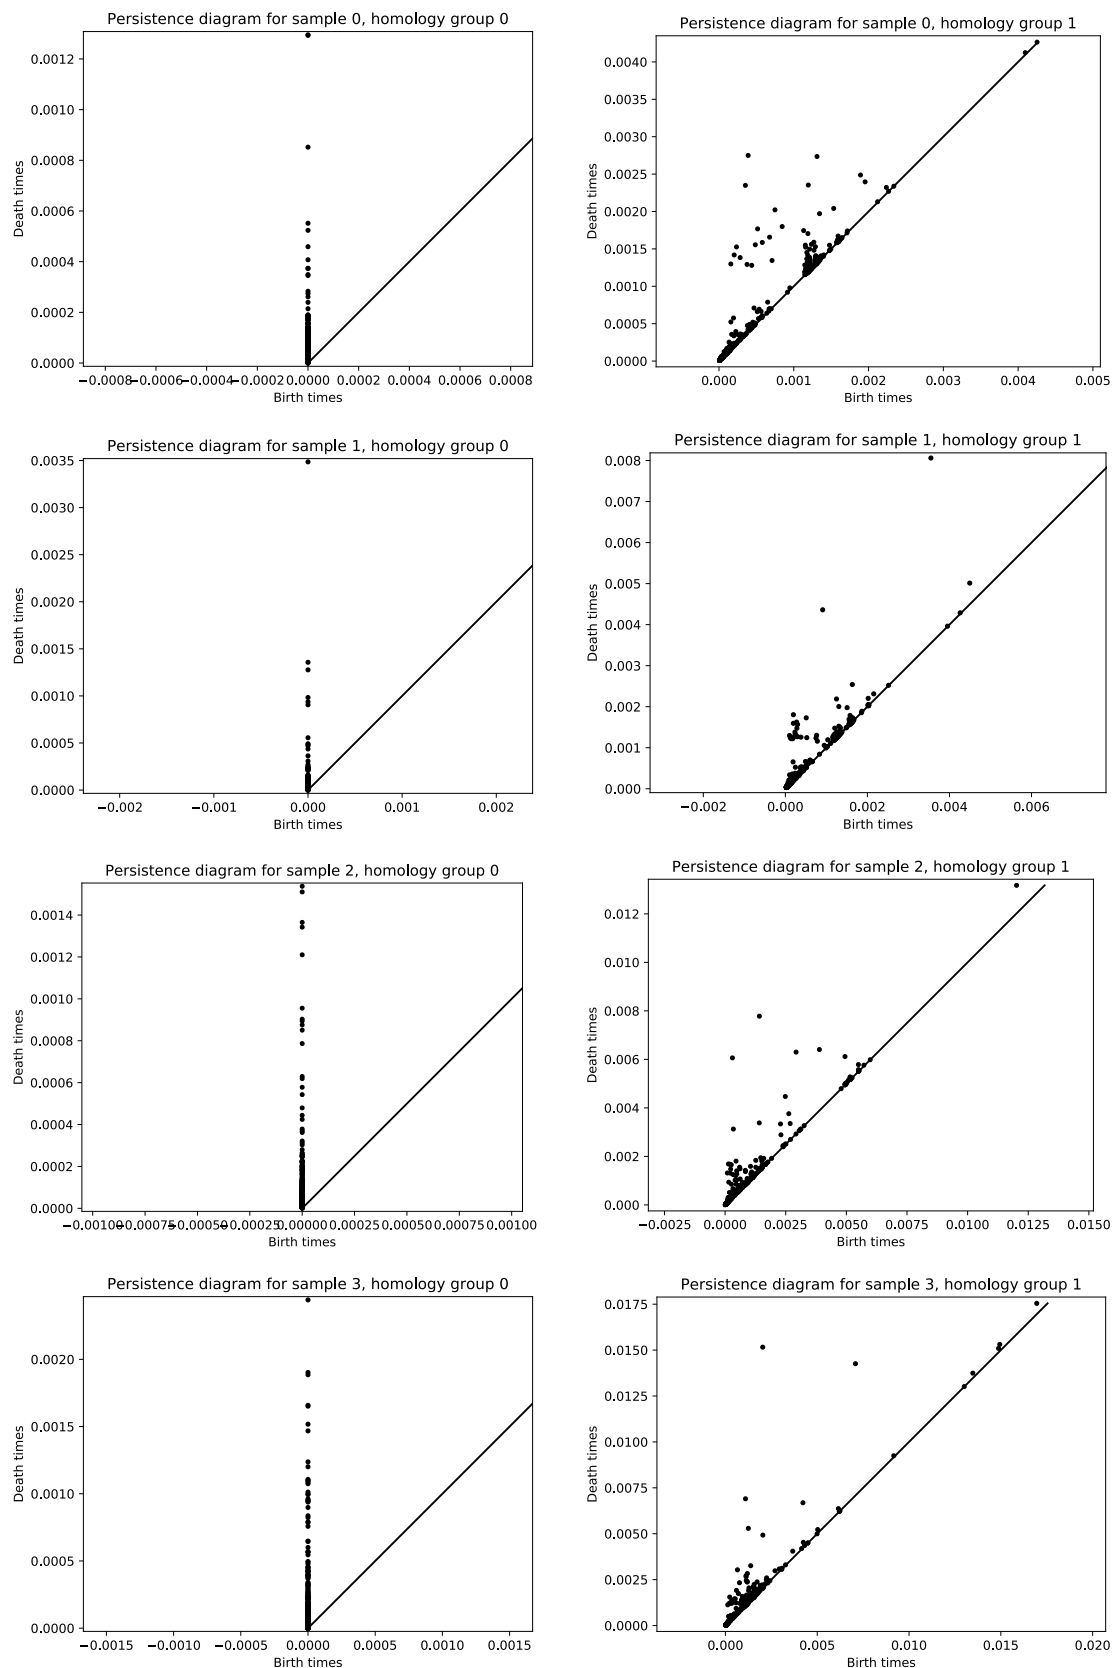 Persistence diagram for sample 0, homology group 0
0.0012
0.0010
0.0008
0.0006
0.0004
0.0002
0.0000
Death times
−0.0008−0.0006−0.0004−0.0002 0.0000 0.0002 0.0004 0.0006 0.0008
Birth times
Persistence diagram for sample 0, homology group 1
0.0040
0.0035
0.0030
0.0025
0.0020
0.0015
0.0010
0.0005
0.0000
Death times
0.000 0.001 0.002 0.003 0.004 0.005
Birth times
Persistence diagram for sample 1, homology group 0
0.0035
0.0030
0.0025
0.0020
0.0015
0.0010
0.0005
0.0000
Death times
−0.002 −0.001 0.000 0.001 0.002
Birth times
Persistence diagram for sample 1, homology group 1
0.008
0.007
0.006
0.005
0.004
0.003
0.002
0.001
0.000
Death times
−0.002 0.000 0.002 0.004 0.006
Birth times
Persistence diagram for sample 2, homology group 0
0.0014
0.0012
0.0010
0.0008
0.0006
0.0004
0.0002
0.0000
Death times
−0.00100−0.00075−0.00050−0.00025 0.00000 0.00025 0.00050 0.00075 0.00100
Birth times
Persistence diagram for sample 2, homology group 1
0.012
0.010
0.008
0.006
0.004
0.002
0.000
Death times
−0.0025 0.0000 0.0025 0.0050 0.0075 0.0100 0.0125 0.0150
Birth times
Persistence diagram for sample 3, homology group 0
0.0020
0.0015
0.0010
0.0005
0.0000
Death times
−0.0015 −0.0010 −0.0005 0.0000 0.0005 0.0010 0.0015
Birth times
Persistence diagram for sample 3, homology group 1
0.0175
0.0150
0.0125
0.0100
0.0075
0.0050
0.0025
0.0000
Death times
0.000 0.005 0.010 0.015 0.020
Birth times